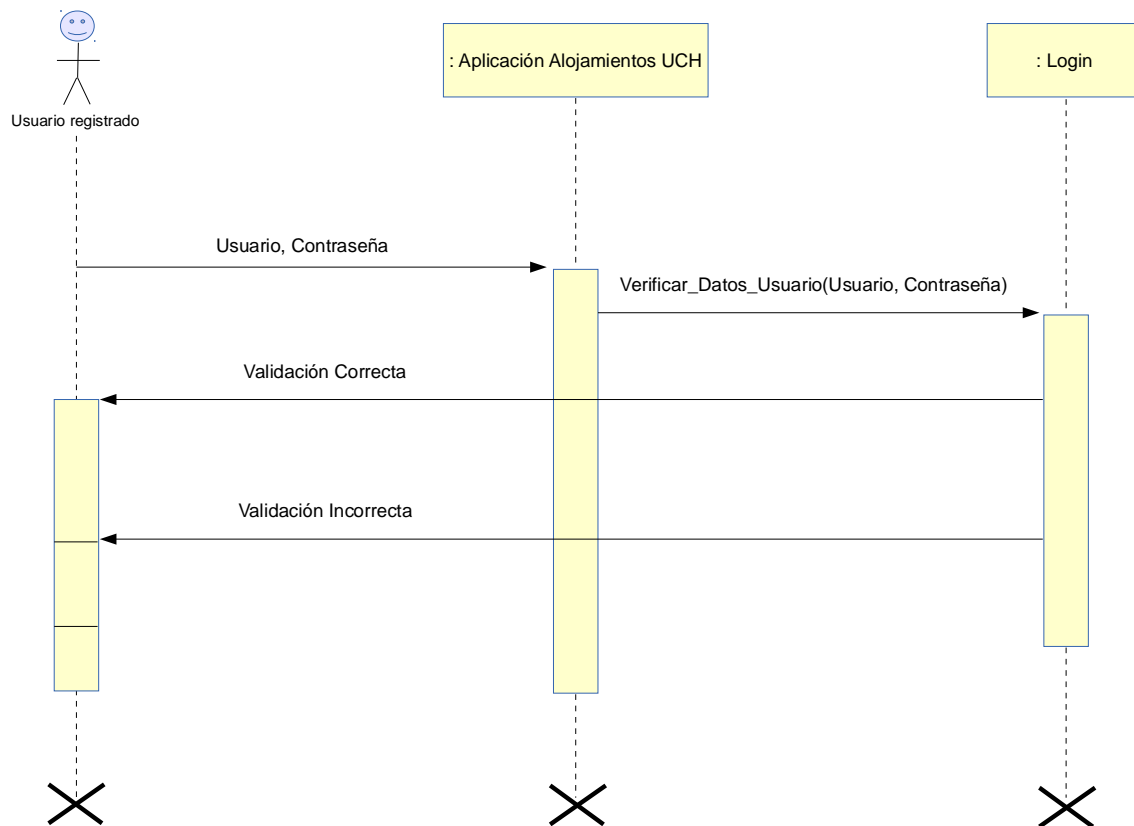 : Aplicación Alojamientos UCH
: Login
Usuario registrado
Usuario, Contraseña
Verificar_Datos_Usuario(Usuario, Contraseña)
Validación Correcta
Validación Incorrecta